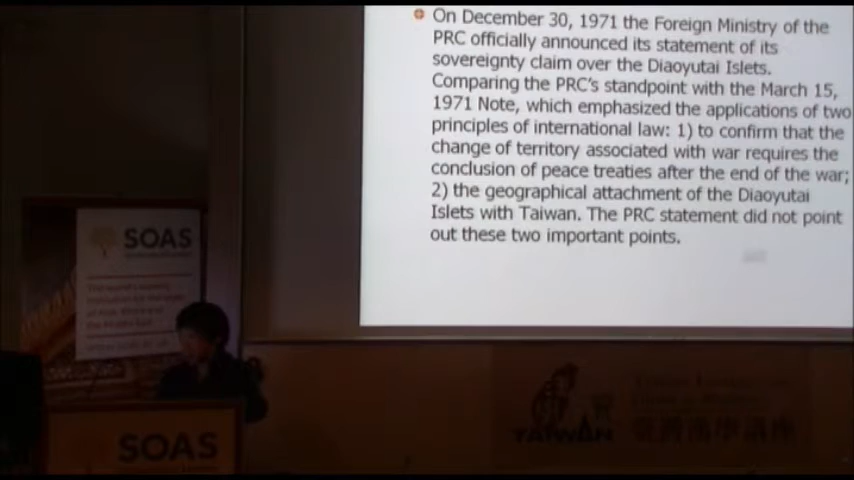 On December 30, 1971 the Foreign Ministry of the
PRC officially announced its statement of its
sovereignty claim over the Diaoyutai Islets.
Comparing the PRC's standpoint with the March 15,
1971 Note, which emphasized the applications of two
principles of international law: 1) to confirm that the
change of territory associated with war requires the
conclusion of peace treaties after the end of the war;
2) the geographical attachment of the Diaoyutai
Islets with Taiwan. The PRC statement did not point
out these two important points.
SOAS
SOAS
TAIWAN